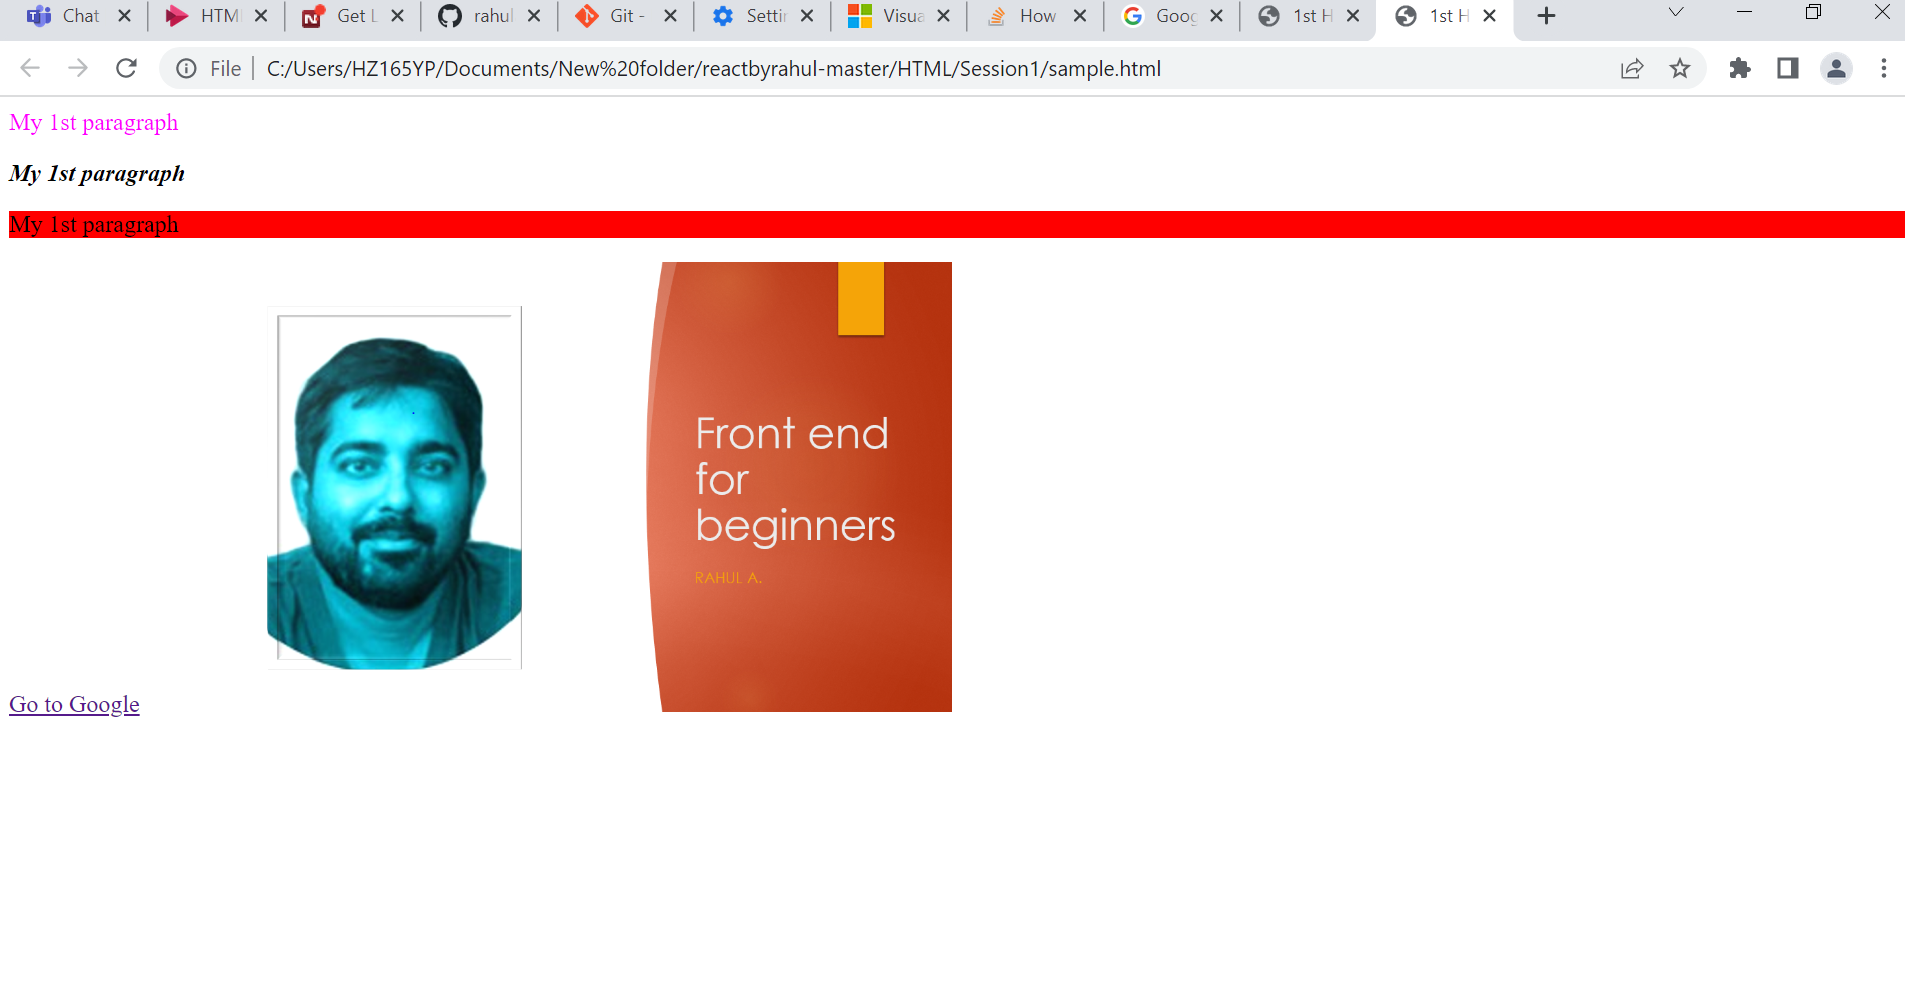 Chat
HTM
Get L
rahul
Git -
Settin
Visua
How
Goog
1st H
1st H
File
C:/Users/HZ165YP/Documents/New%20folder/reactbyrahul-master/HTML/Session1/sample.html
My 1st paragraph
My 1st paragraph
My 1st paragraph
Front end
for
beginners
RAHUL A.
Go to Google